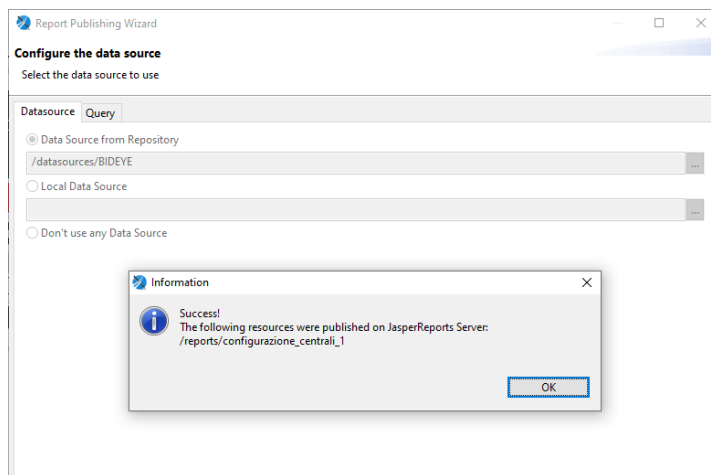 Report Publishing Wizard
Configure the data source
Select the data source to use
Datasource Query
Data Source from Repository
/datasources/BIDEYE
...
Local Data Source
...
Don't use any Data Source
Information
Success!
The following resources were published on JasperReports Server:
/reports/configurazione_centrali_1
OK